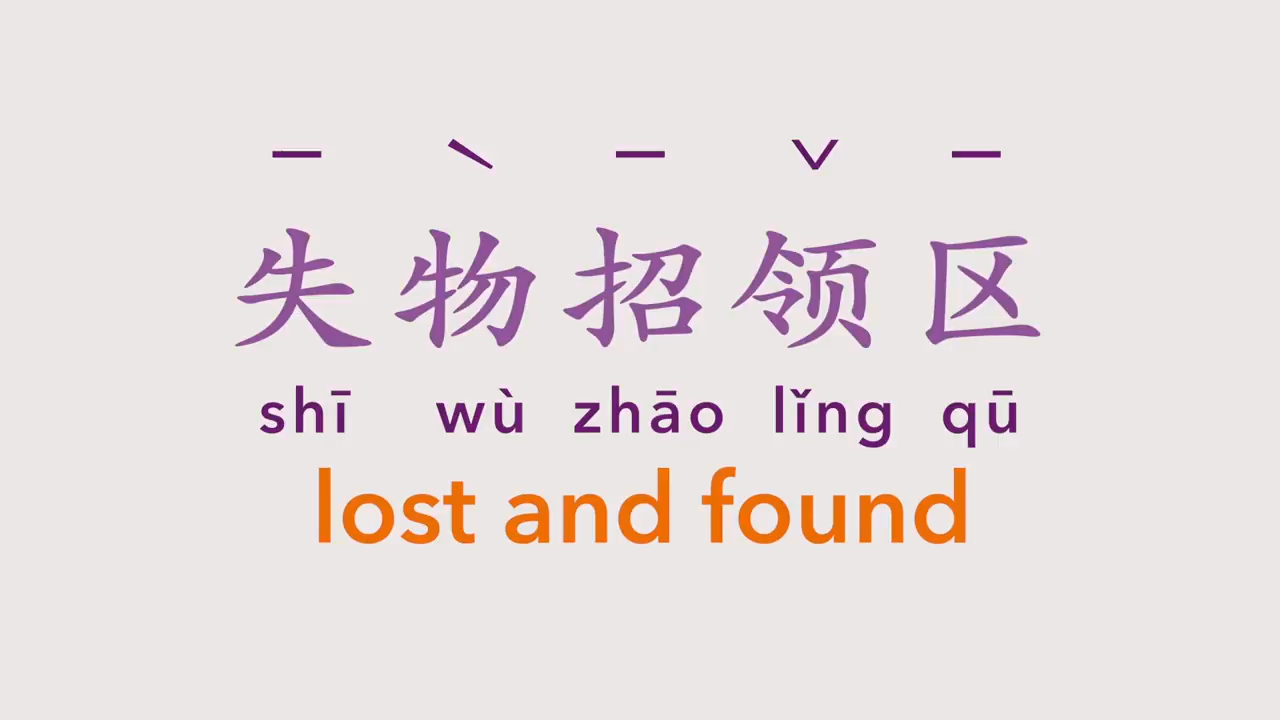 失物招领区
shī wù zhāo lǐng qū
lost and found